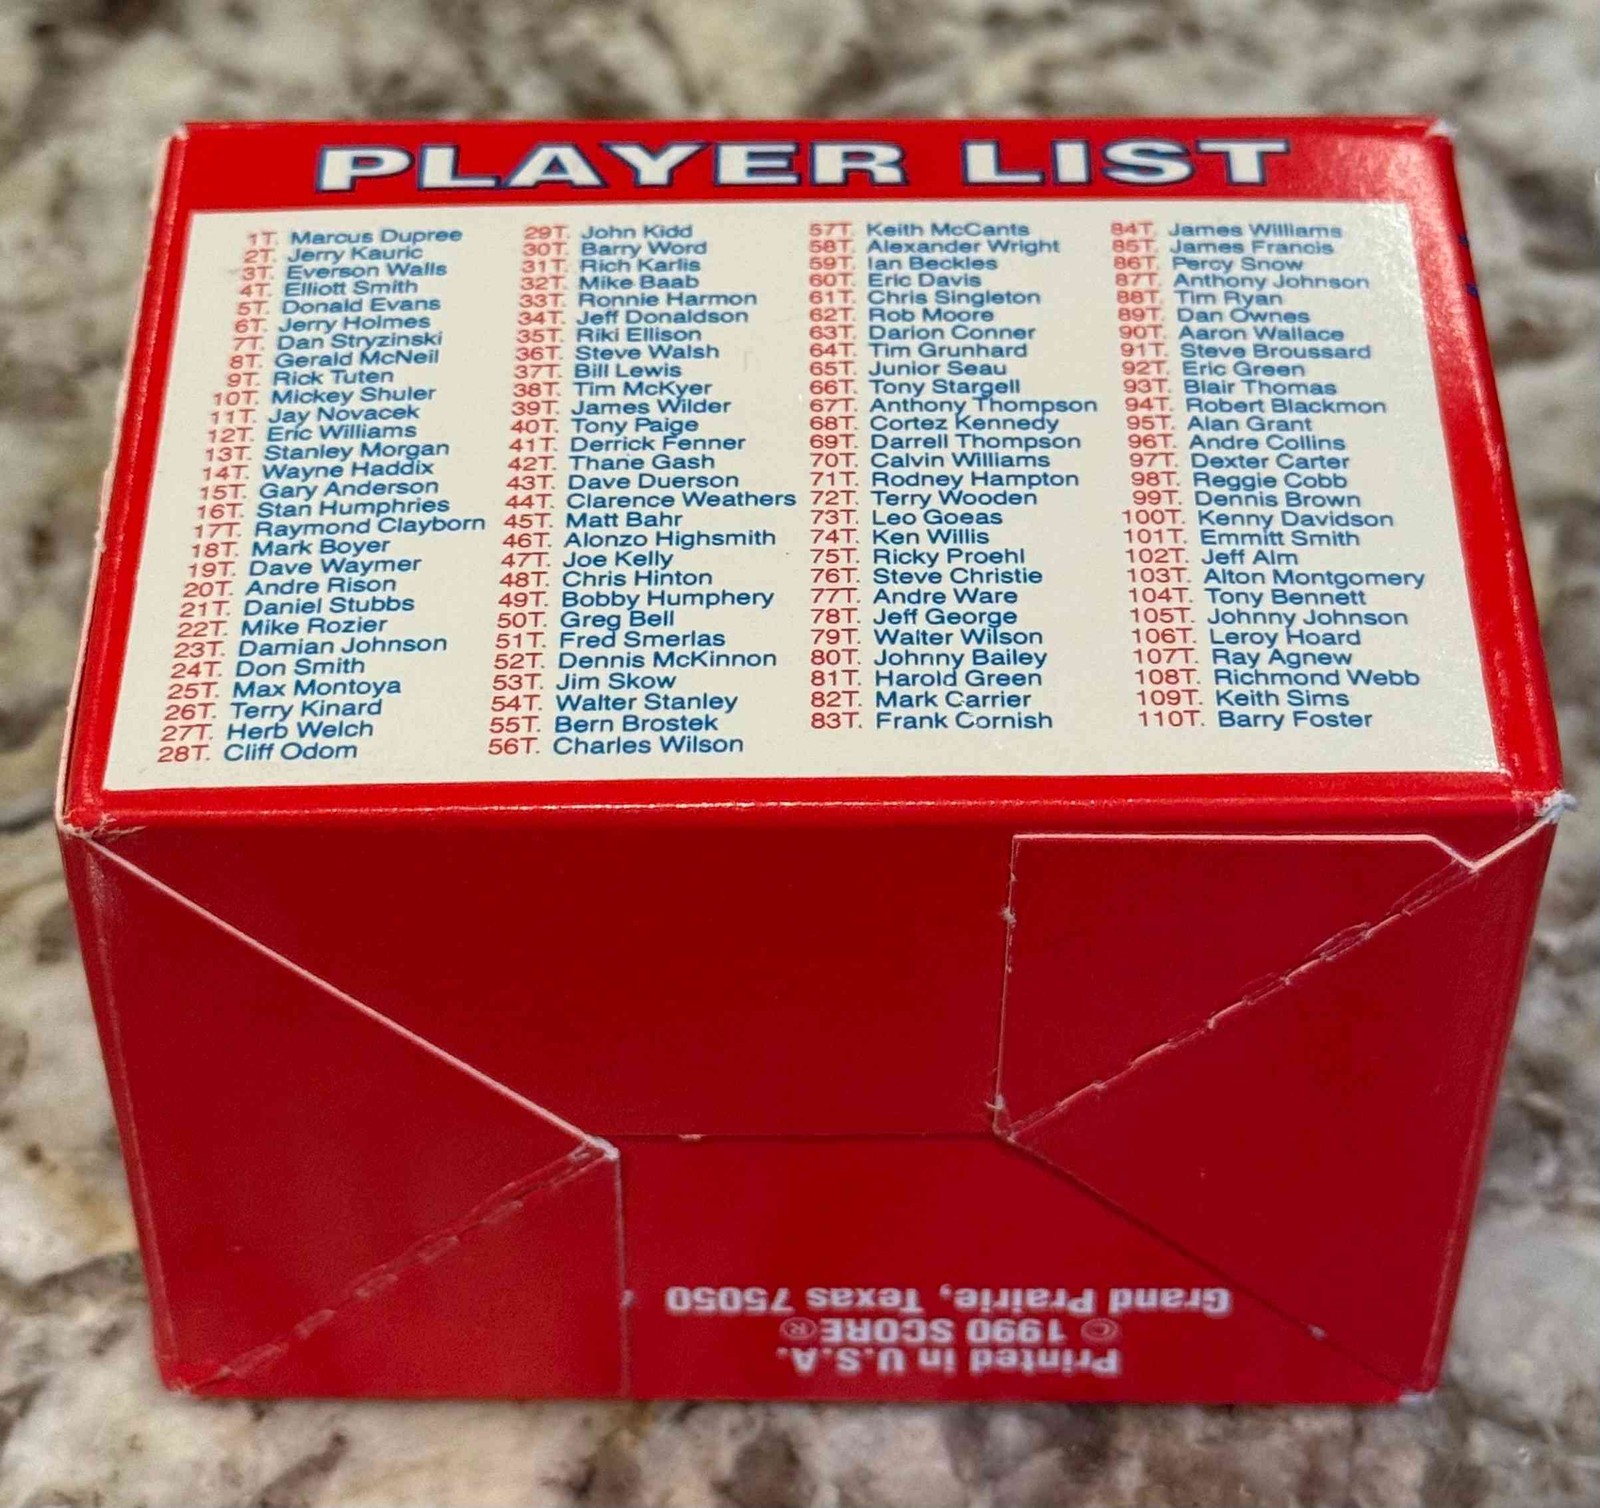 PLAYER LIST
1T. Marcus Dupree
2T. Jerry Kauric
3T. Everson Walls
4T. Elliott Smith
5T. Donald Evans
6T. Jerry Holmes
7T. Dan Stryzinski
8T. Gerald McNeil
9T. Rick Tuten
10T. Mickey Shuler
11T. Jay Novacek
12T. Eric Williams
13T. Stanley Morgan
14T. Wayne Haddix
15T. Gary Anderson
16T. Stan Humphries
17T. Raymond Clayborn
18T. Mark Boyer
19T. Dave Waymer
20T. Andre Rison
21T. Daniel Stubbs
22T. Mike Rozier
23T. Damian Johnson
24T. Don Smith
25T. Max Montoya
26T. Terry Kinard
27T. Herb Welch
28T. Cliff Odom
29T. John Kidd
30T. Barry Word
31T. Rich Karlis
32T. Mike Baab
33T. Ronnie Harmon
34T. Jeff Donaldson
35T. Riki Ellison
36T. Steve Walsh
37T. Bill Lewis
38T. Tim McKyer
39T. James Wilder
40T. Tony Paige
41T. Derrick Fenner
42T. Thane Gash
43T. Dave Duerson
44T. Clarence Weathers
45T. Matt Bahr
46T. Alonzo Highsmith
47T. Joe Kelly
48T. Chris Hinton
49T. Bobby Humphery
50T. Greg Bell
51T. Fred Smerlas
52T. Dennis McKinnon
53T. Jim Skow
54T. Walter Stanley
55T. Bern Brostek
56T. Charles Wilson
57T. Keith McCants
58T. Alexander Wright
59T. Ian Beckles
60T. Eric Davis
61T. Chris Singleton
62T. Rob Moore
63T. Darion Conner
64T. Tim Grunhard
65T. Junior Seau
66T. Tony Stargell
67T. Anthony Thompson
68T. Cortez Kennedy
69T. Darrell Thompson
70T. Calvin Williams
71T. Rodney Hampton
72T. Terry Wooden
73T. Leo Goeas
74T. Ken Willis
75T. Ricky Proehl
76T. Steve Christie
77T. Andre Ware
78T. Jeff George
79T. Walter Wilson
80T. Johnny Bailey
81T. Harold Green
82T. Mark Carrier
83T. Frank Cornish
84T. James Williams
85T. James Francis
86T. Percy Snow
87T. Anthony Johnson
88T. Tim Ryan
89T. Dan Ownes
90T. Aaron Wallace
91T. Steve Broussard
92T. Eric Green
93T. Blair Thomas
94T. Robert Blackmon
95T. Alan Grant
96T. Andre Collins
97T. Dexter Carter
98T. Reggie Cobb
99T. Dennis Brown
100T. Kenny Davidson
101T. Emmitt Smith
102T. Jeff Alm
103T. Alton Montgomery
104T. Tony Bennett
105T. Johnny Johnson
106T. Leroy Hoard
107T. Ray Agnew
108T. Richmond Webb
109T. Keith Sims
110T. Barry Foster
Printed in U.S.A.
© 1990 SCORE®
Grand Prairie, Texas 75050